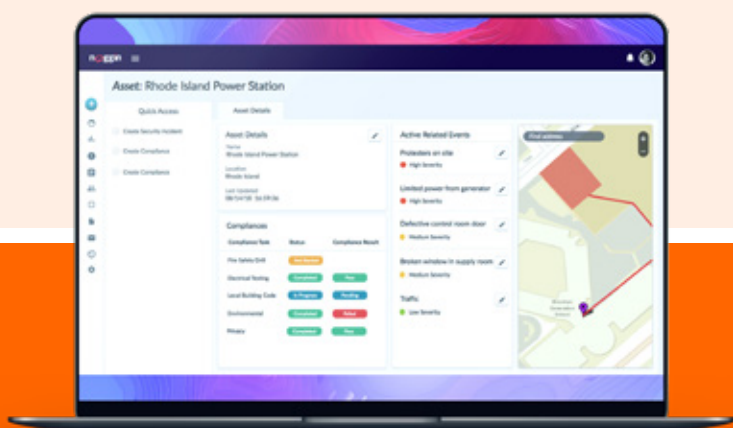 noggin
Asset: Rhode Island Power Station
Quick Access
Asset Details
Create Security Incident
Create Compliance
Create Compliance
Asset Details
Name
Rhode Island Power Station
Location
Rhode Island
Last Updated
Compliances
Compliance Task Status Compliance Result
Fire Safety Drill Not Started
Electrical Testing Completed Pass
Local Building Code In Progress Pending
Environmental Completed Failed
Privacy Completed Pass
Active Related Events
Protesters on site
High Severity
Limited power from generator
High Severity
Defective control room door
Medium Severity
Broken window in supply room
Medium Severity
Traffic
Low Severity
Find address